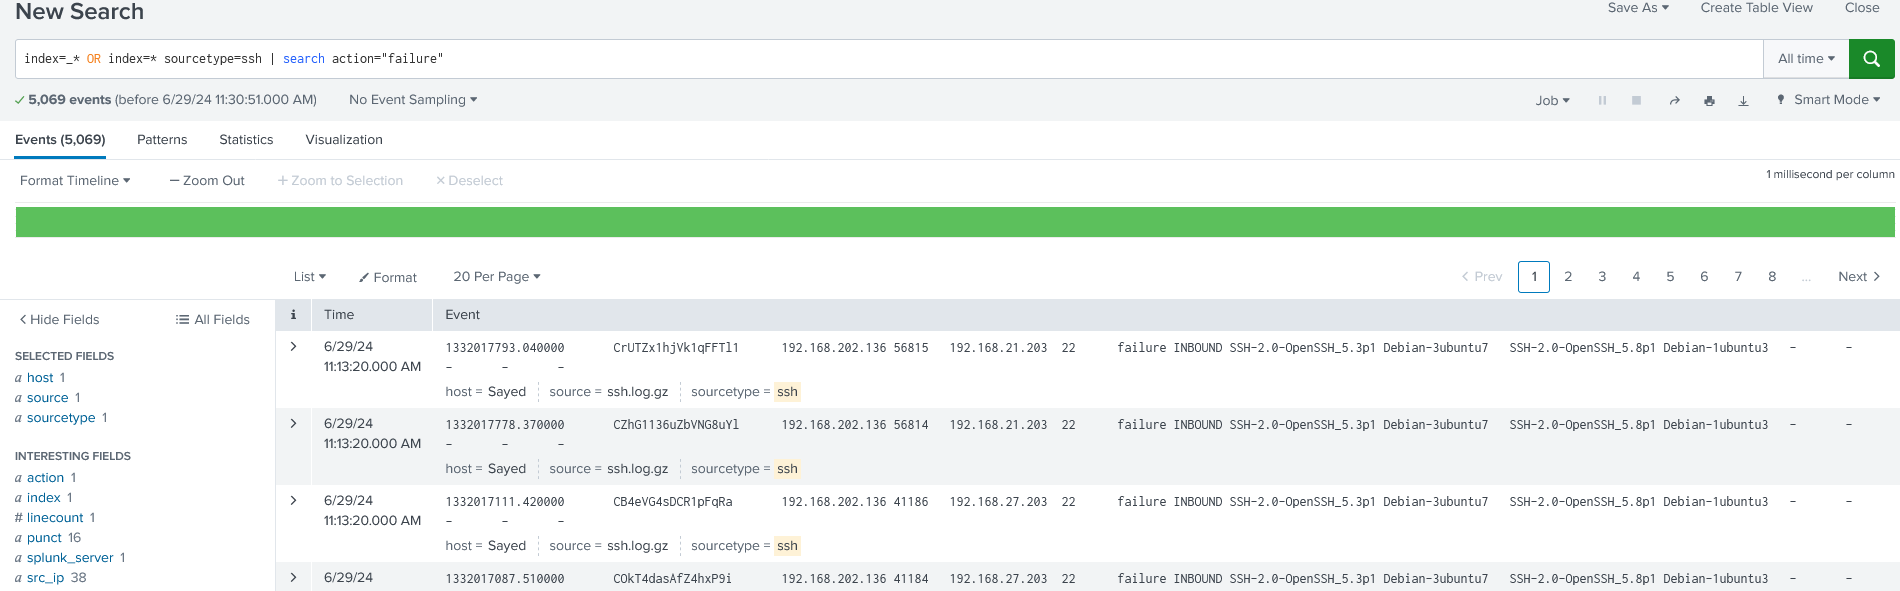 New Search
Save As Create Table View Close
index=_* OR index=* sourcetype=ssh | search action="failure"
All time
5,069 events (before 6/29/24 11:30:51.000 AM) No Event Sampling
Job Smart Mode
Events (5,069) Patterns Statistics Visualization
Format Timeline — Zoom Out + Zoom to Selection × Deselect
1 millisecond per column
List Format 20 Per Page
< Prev 1 2 3 4 5 6 7 8 ... Next >
< Hide Fields All Fields
SELECTED FIELDS
a host 1
a source 1
a sourcetype 1
INTERESTING FIELDS
a action 1
a index 1
# linecount 1
a punct 16
a splunk_server 1
a src_ip 38
i Time Event
> 6/29/24 1332017793.040000 CrUTZx1hjVk1qFFTl1 192.168.202.136 56815 192.168.21.203 22 failure INBOUND SSH-2.0-OpenSSH_5.3p1 Debian-3ubuntu7 SSH-2.0-OpenSSH_5.8p1 Debian-1ubuntu3 - -
11:13:20.000 AM - - -
host = Sayed source = ssh.log.gz sourcetype = ssh
> 6/29/24 1332017778.370000 CZhG1136uZbVNG8uYl 192.168.202.136 56814 192.168.21.203 22 failure INBOUND SSH-2.0-OpenSSH_5.3p1 Debian-3ubuntu7 SSH-2.0-OpenSSH_5.8p1 Debian-1ubuntu3 - -
11:13:20.000 AM - - -
host = Sayed source = ssh.log.gz sourcetype = ssh
> 6/29/24 1332017111.420000 CB4eVG4sDCR1pFqRa 192.168.202.136 41186 192.168.27.203 22 failure INBOUND SSH-2.0-OpenSSH_5.3p1 Debian-3ubuntu7 SSH-2.0-OpenSSH_5.8p1 Debian-1ubuntu3 - -
11:13:20.000 AM - - -
host = Sayed source = ssh.log.gz sourcetype = ssh
> 6/29/24 1332017087.510000 COkT4dasAfZ4hxP9i 192.168.202.136 41184 192.168.27.203 22 failure INBOUND SSH-2.0-OpenSSH_5.3p1 Debian-3ubuntu7 SSH-2.0-OpenSSH_5.8p1 Debian-1ubuntu3 - -